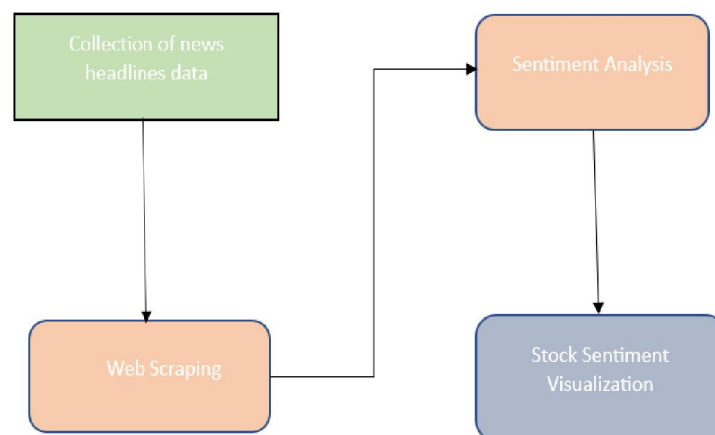 Collection of news
headlines data
Web Scraping
Sentiment Analysis
Stock Sentiment
Visualization